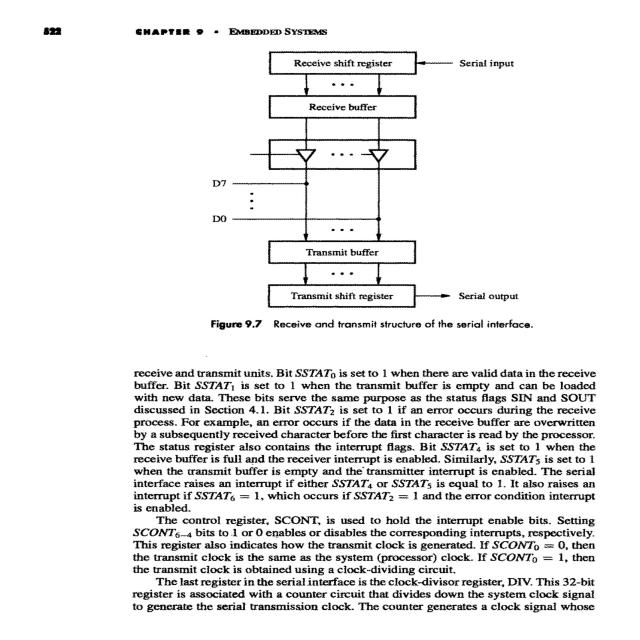 522 CHAPTER 9 • EMBEDDED SYSTEMS
Receive shift register
Serial input
Receive buffer
D7
D0
Transmit buffer
Transmit shift register
Serial output
Figure 9.7 Receive and transmit structure of the serial interface.
receive and transmit units. Bit SSTAT0 is set to 1 when there are valid data in the receive
buffer. Bit SSTAT1 is set to 1 when the transmit buffer is empty and can be loaded
with new data. These bits serve the same purpose as the status flags SIN and SOUT
discussed in Section 4.1. Bit SSTAT2 is set to 1 if an error occurs during the receive
process. For example, an error occurs if the data in the receive buffer are overwritten
by a subsequently received character before the first character is read by the processor.
The status register also contains the interrupt flags. Bit SSTAT4 is set to 1 when the
receive buffer is full and the receiver interrupt is enabled. Similarly, SSTAT5 is set to 1
when the transmit buffer is empty and the transmitter interrupt is enabled. The serial
interface raises an interrupt if either SSTAT4 or SSTAT5 is equal to 1. It also raises an
interrupt if SSTAT6 = 1, which occurs if SSTAT2 = 1 and the error condition interrupt
is enabled.
The control register, SCONT, is used to hold the interrupt enable bits. Setting
SCONT6–4 bits to 1 or 0 enables or disables the corresponding interrupts, respectively.
This register also indicates how the transmit clock is generated. If SCONT0 = 0, then
the transmit clock is the same as the system (processor) clock. If SCONT0 = 1, then
the transmit clock is obtained using a clock-dividing circuit.
The last register in the serial interface is the clock-divisor register, DIV. This 32-bit
register is associated with a counter circuit that divides down the system clock signal
to generate the serial transmission clock. The counter generates a clock signal whose